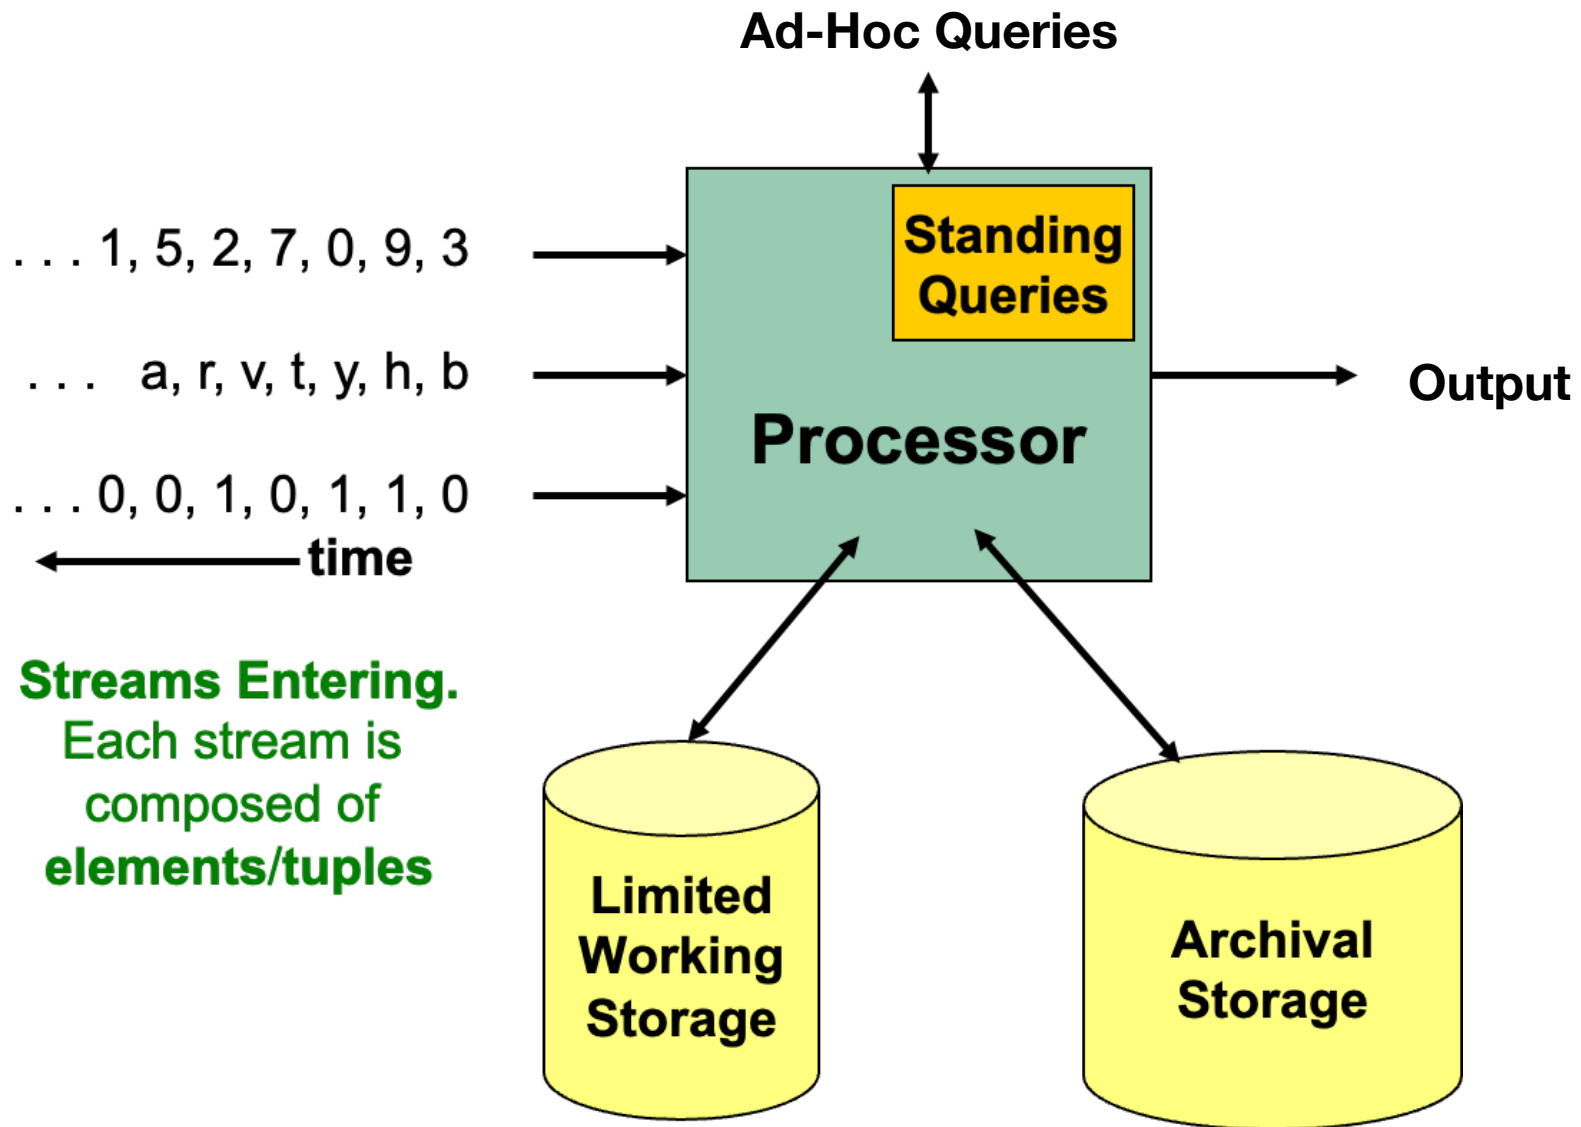 Ad-Hoc Queries
Standing
Queries
. . . 1, 5, 2, 7, 0, 9, 3
. . . a, r, v, t, y, h, b
. . . 0, 0, 1, 0, 1, 1, 0
time
Processor
Output
Streams Entering.
Each stream is
composed of
elements/tuples
Limited
Working
Storage
Archival
Storage